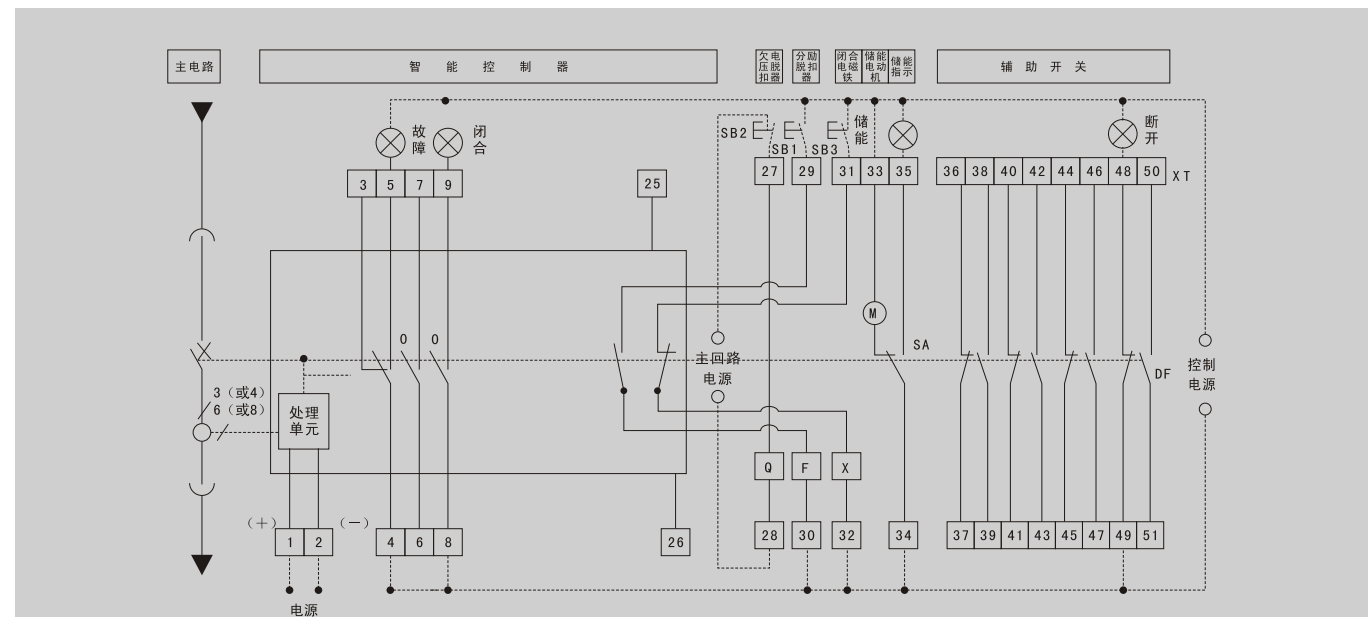 主电路
智能控制器
欠电
压脱
扣器
分励
脱扣
器
闭合
电磁
铁
储能
电动
机
储能
指示
辅助开关
故障
闭合
SB2
SB1
SB3
储能
断开
3 5 7 9
25
27 29 31 33 35
36 38 40 42 44 46 48 50
XT
M
O O
SA
主回路
电源
DF
控制
电源
3（或4）
6（或8）
处理
单元
Q F X
（+）
（—）
1 2
4 6 8
26
28 30 32 34
37 39 41 43 45 47 49 51
电源